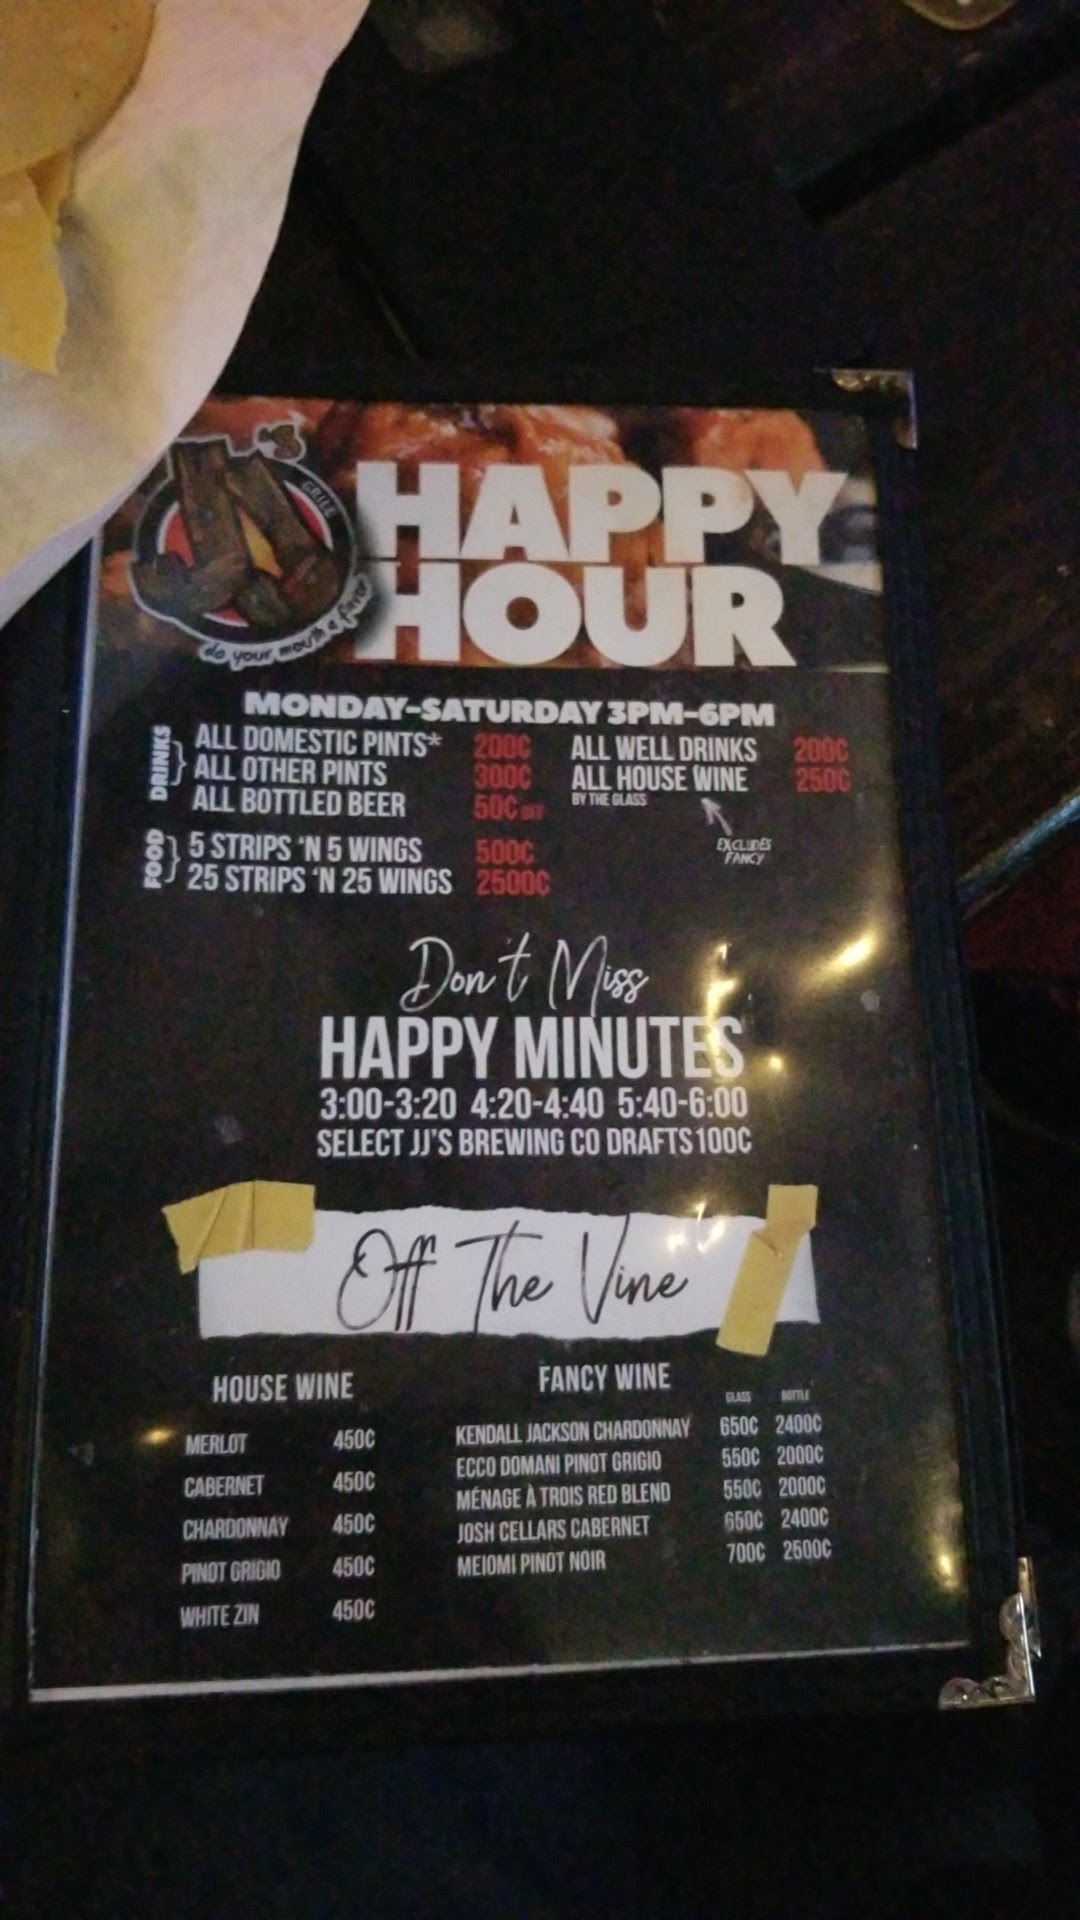 JJ's GRILL
do your mouth a favor
HAPPY
HOUR
MONDAY-SATURDAY 3PM-6PM
DRINKS
ALL DOMESTIC PINTS* 200¢
ALL OTHER PINTS 300¢
ALL BOTTLED BEER 50¢ OFF
ALL WELL DRINKS 200¢
ALL HOUSE WINE 250¢
BY THE GLASS
EXCLUDES
FANCY
FOOD
5 STRIPS 'N 5 WINGS 500¢
25 STRIPS 'N 25 WINGS 2500¢
Don't Miss
HAPPY MINUTES
3:00-3:20 4:20-4:40 5:40-6:00
SELECT JJ'S BREWING CO DRAFTS 100¢
Off The Vine
HOUSE WINE
MERLOT 450¢
CABERNET 450¢
CHARDONNAY 450¢
PINOT GRIGIO 450¢
WHITE ZIN 450¢
FANCY WINE
GLASS BOTTLE
KENDALL JACKSON CHARDONNAY 650¢ 2400¢
ECCO DOMANI PINOT GRIGIO 550¢ 2000¢
MÉNAGE À TROIS RED BLEND 550¢ 2000¢
JOSH CELLARS CABERNET 650¢ 2400¢
MEIOMI PINOT NOIR 700¢ 2500¢